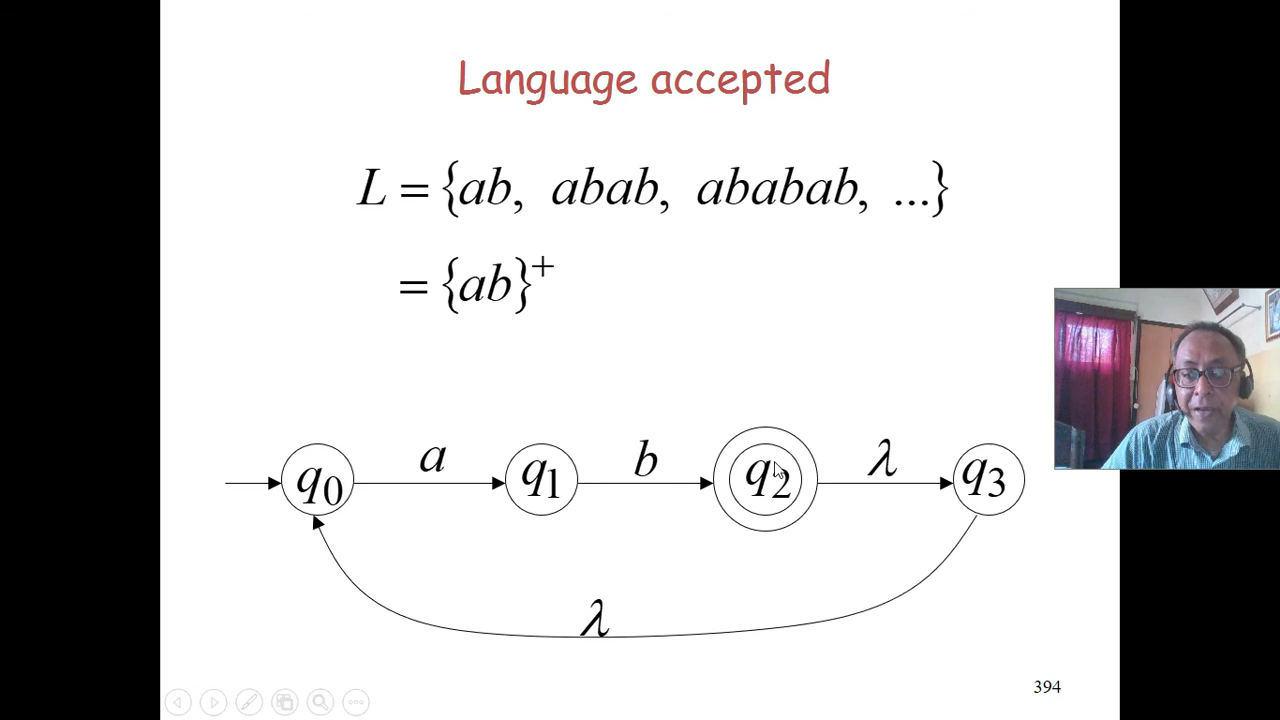 Language accepted
L = {ab, abab, ababab, ...}
= {ab}⁺
a b λ
q₀ q₁ q₂ q₃
λ
394